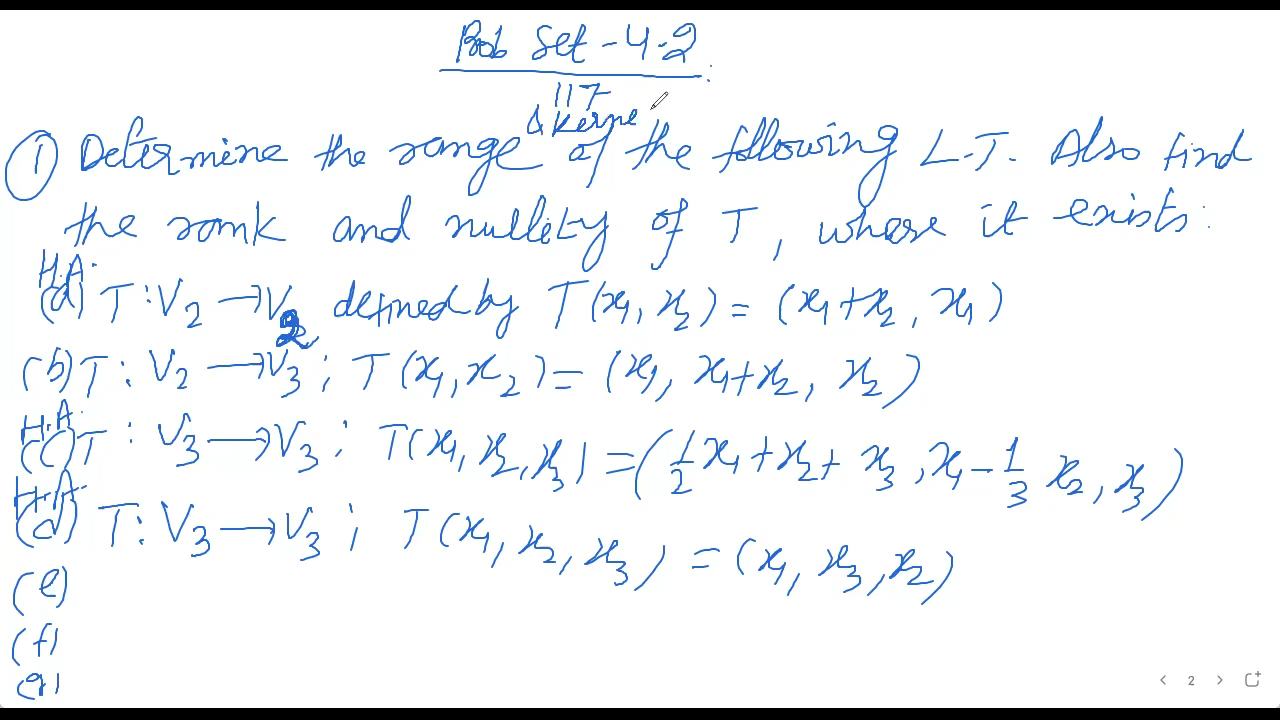 Prob Set - 4.2
117
& Kerne
① Determine the range of the following L.T. Also find
the rank and nullity of T, where it exists.
H.A.
(a) T : V₂ → V₂ defined by T(x₁, x₂) = (x₁+x₂, x₁)
(b) T : V₂ → V₃ ; T(x₁, x₂) = (x₁, x₁+x₂, x₂)
H.A.
(c) T : V₃ → V₃ ; T(x₁, x₂, x₃) = (1/2 x₁ + x₂ + x₃, x₁ - 1/3 x₂, x₃)
H.A.
(d) T : V₃ → V₃ ; T(x₁, x₂, x₃) = (x₁, x₃, x₂)
(e)
(f)
(g)
2